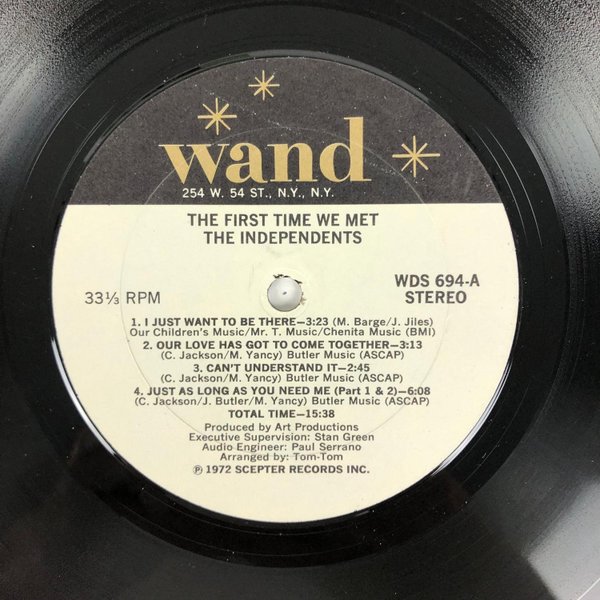 wand
254 W. 54 ST., N.Y., N.Y.
THE FIRST TIME WE MET
THE INDEPENDENTS
33⅓ RPM
WDS 694-A
STEREO
1. I JUST WANT TO BE THERE—3:23 (M. Barge/J. Jiles)
Our Children's Music/Mr. T. Music/Chenita Music (BMI)
2. OUR LOVE HAS GOT TO COME TOGETHER—3:13
(C. Jackson/M. Yancy) Butler Music (ASCAP)
3. CAN'T UNDERSTAND IT—2:45
(C. Jackson/M. Yancy) Butler Music (ASCAP)
4. JUST AS LONG AS YOU NEED ME (Part 1 & 2)—6:08
(C. Jackson/J. Butler/M. Yancy) Butler Music (ASCAP)
TOTAL TIME—15:38
Produced by Art Productions
Executive Supervision: Stan Green
Audio Engineer: Paul Serrano
Arranged by: Tom-Tom
℗ 1972 SCEPTER RECORDS INC.